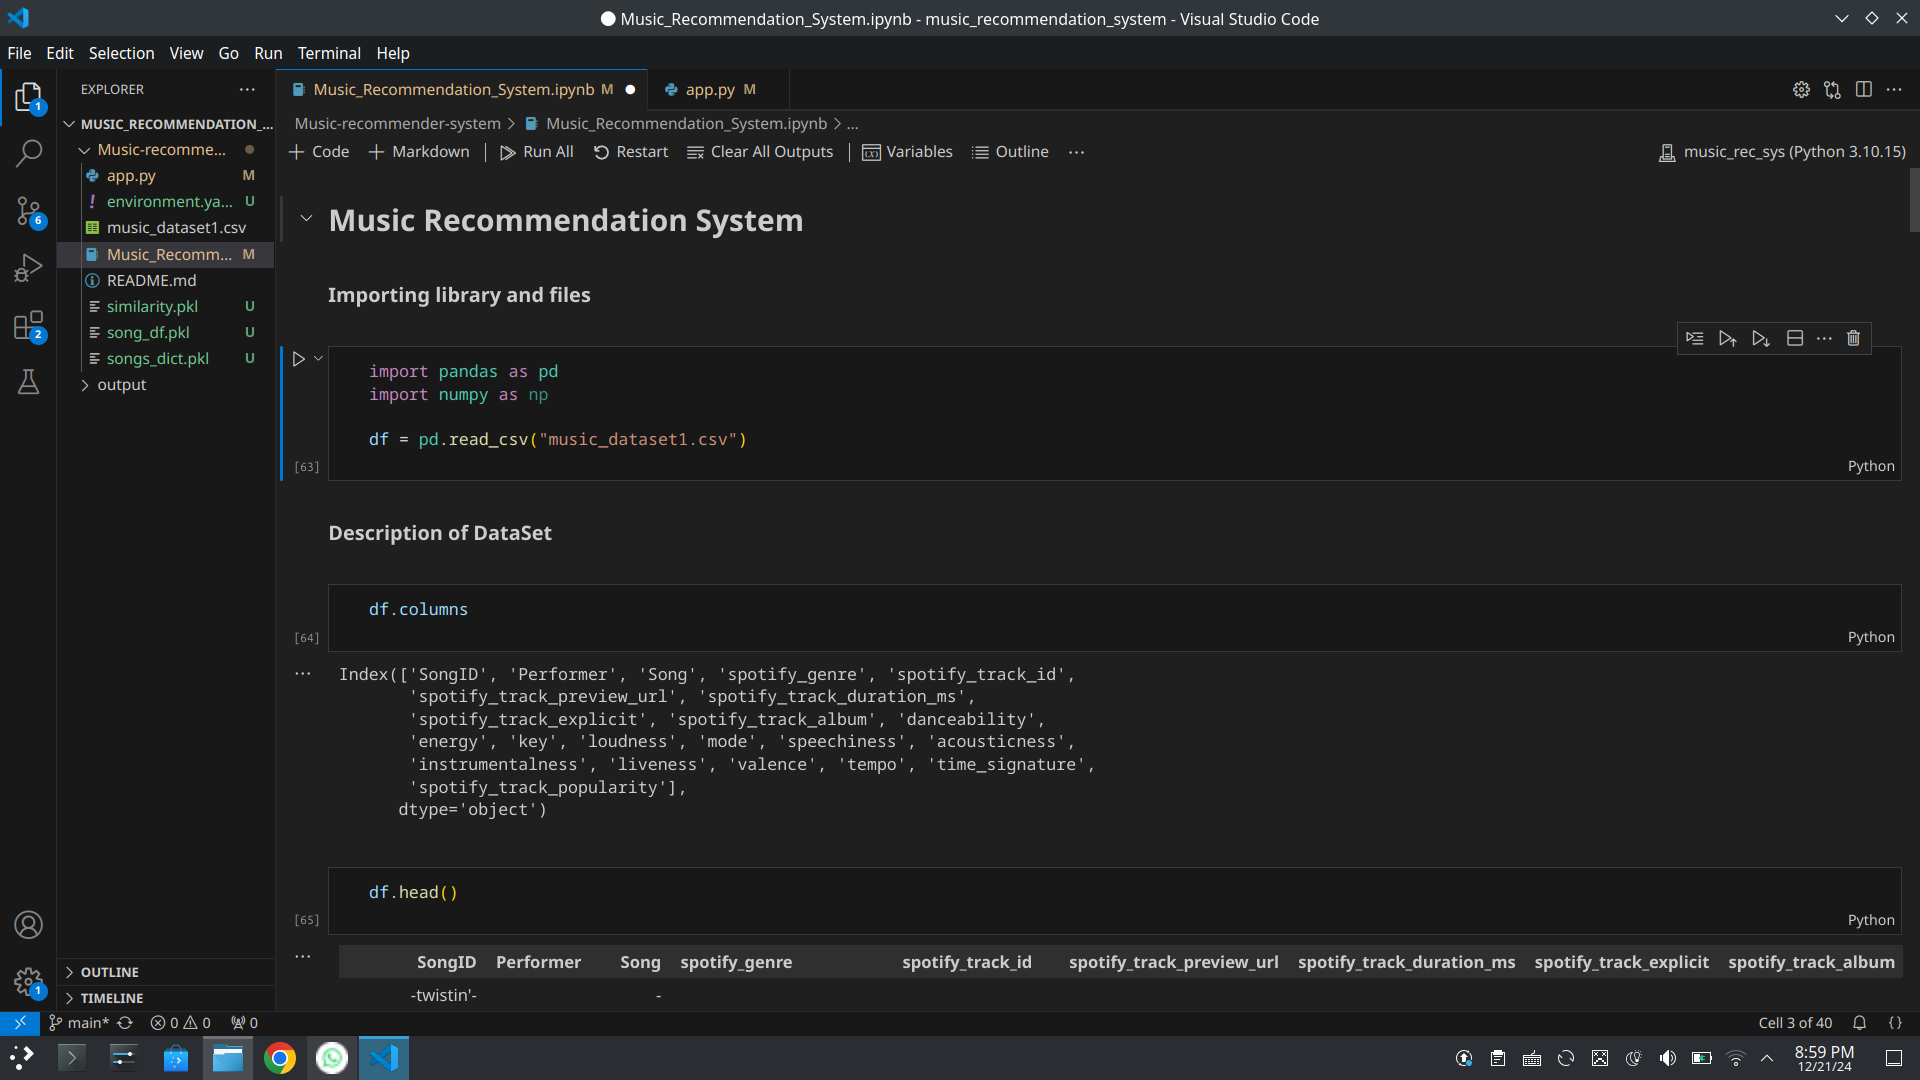 Music_Recommendation_System.ipynb - music_recommendation_system - Visual Studio Code
File Edit Selection View Go Run Terminal Help
EXPLORER
Music_Recommendation_System.ipynb M
app.py M
MUSIC_RECOMMENDATION_...
Music-recomme...
app.py M
environment.ya... U
music_dataset1.csv
Music_Recomm... M
README.md
similarity.pkl U
song_df.pkl U
songs_dict.pkl U
output
OUTLINE
TIMELINE
1
6
2
1
Music-recommender-system > Music_Recommendation_System.ipynb > ...
+ Code + Markdown Run All Restart Clear All Outputs Variables Outline ... music_rec_sys (Python 3.10.15)
Music Recommendation System
Importing library and files
import pandas as pd
import numpy as np
df = pd.read_csv("music_dataset1.csv")
[63] Python
Description of DataSet
df.columns
[64] Python
Index(['SongID', 'Performer', 'Song', 'spotify_genre', 'spotify_track_id',
'spotify_track_preview_url', 'spotify_track_duration_ms',
'spotify_track_explicit', 'spotify_track_album', 'danceability',
'energy', 'key', 'loudness', 'mode', 'speechiness', 'acousticness',
'instrumentalness', 'liveness', 'valence', 'tempo', 'time_signature',
'spotify_track_popularity'],
dtype='object')
df.head()
[65] Python
SongID Performer Song spotify_genre spotify_track_id spotify_track_preview_url spotify_track_duration_ms spotify_track_explicit spotify_track_album
-twistin'- -
main* 0 0 0 Cell 3 of 40 {}
8:59 PM
12/21/24